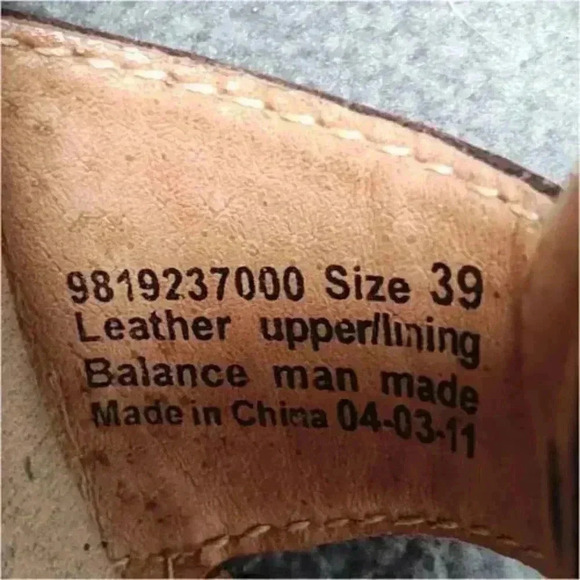 9819237000 Size 39
Leather upper/lining
Balance man made
Made in China 04-03-11